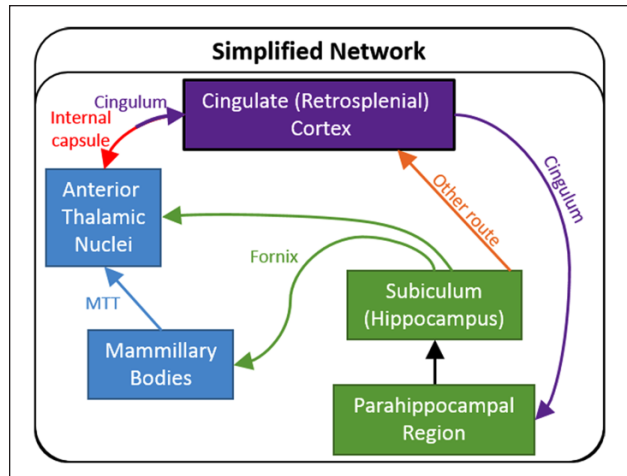 Simplified Network
Cingulum
Cingulate (Retrosplenial)
Cortex
Internal
capsule
Cingulum
Other route
Anterior
Thalamic
Nuclei
Fornix
MTT
Subiculum
(Hippocampus)
Mammillary
Bodies
Parahippocampal
Region